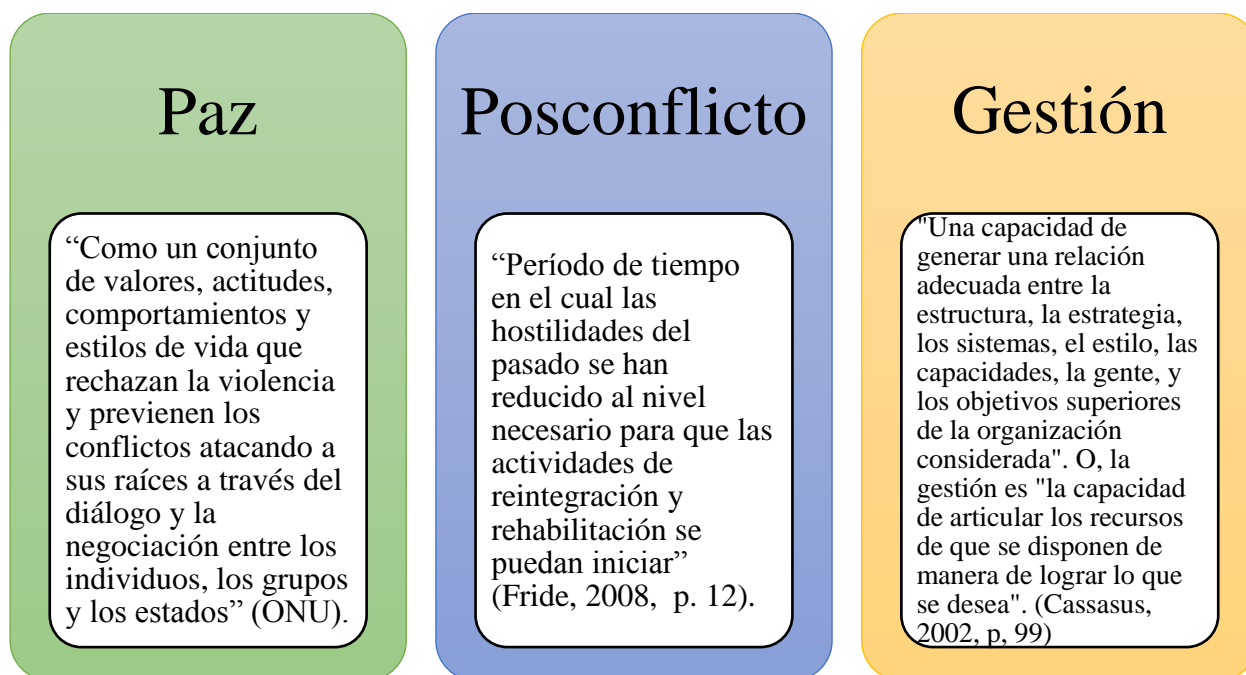 Paz
“Como un conjunto
de valores, actitudes,
comportamientos y
estilos de vida que
rechazan la violencia
y previenen los
conflictos atacando a
sus raíces a través del
diálogo y la
negociación entre los
individuos, los grupos
y los estados” (ONU).
Posconflicto
“Período de tiempo
en el cual las
hostilidades del
pasado se han
reducido al nivel
necesario para que las
actividades de
reintegración y
rehabilitación se
puedan iniciar”
(Fride, 2008, p. 12).
Gestión
"Una capacidad de
generar una relación
adecuada entre la
estructura, la estrategia,
los sistemas, el estilo, las
capacidades, la gente, y
los objetivos superiores
de la organización
considerada". O, la
gestión es "la capacidad
de articular los recursos
de que se disponen de
manera de lograr lo que
se desea". (Cassasus,
2002, p, 99)